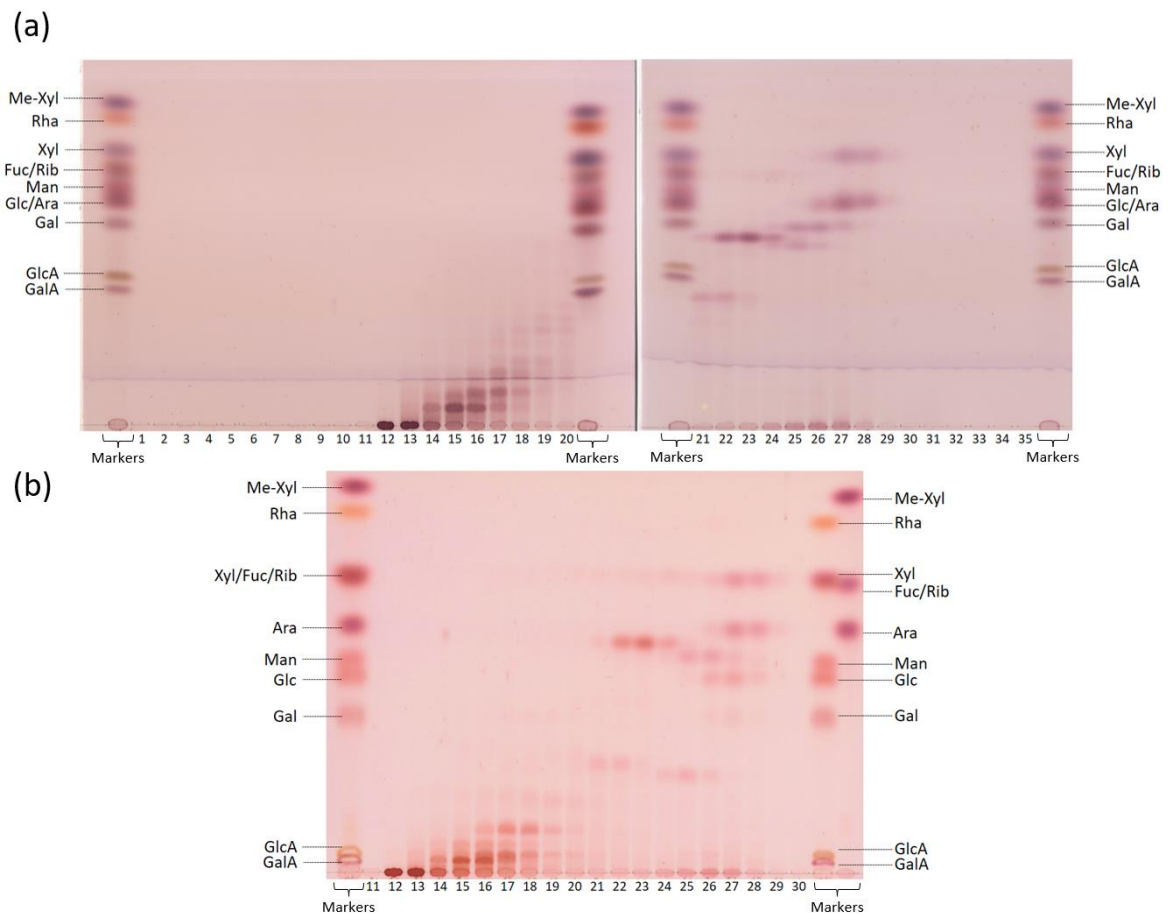 (a)
Me-Xyl
Rha
Xyl
Fuc/Rib
Man
Glc/Ara
Gal
GlcA
GalA
Me-Xyl
Rha
Xyl
Fuc/Rib
Man
Glc/Ara
Gal
GlcA
GalA
1 2 3 4 5 6 7 8 9 10 11 12 13 14 15 16 17 18 19 20
21 22 23 24 25 26 27 28 29 30 31 32 33 34 35
Markers
Markers
Markers
Markers
(b)
Me-Xyl
Rha
Xyl/Fuc/Rib
Ara
Man
Glc
Gal
GlcA
GalA
Me-Xyl
Rha
Xyl
Fuc/Rib
Ara
Man
Glc
Gal
GlcA
GalA
11 12 13 14 15 16 17 18 19 20 21 22 23 24 25 26 27 28 29 30
Markers
Markers